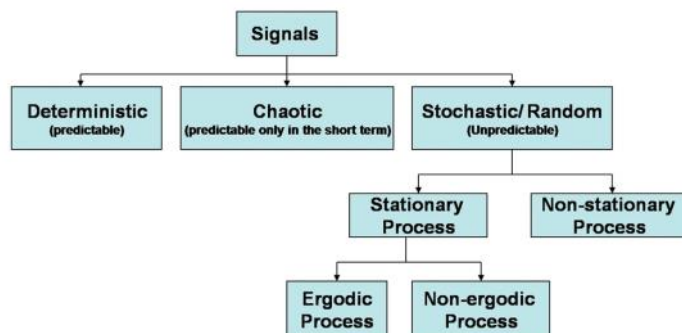 Signals
Deterministic
(predictable)
Chaotic
(predictable only in the short term)
Stochastic/ Random
(Unpredictable)
Stationary
Process
Non-stationary
Process
Ergodic
Process
Non-ergodic
Process